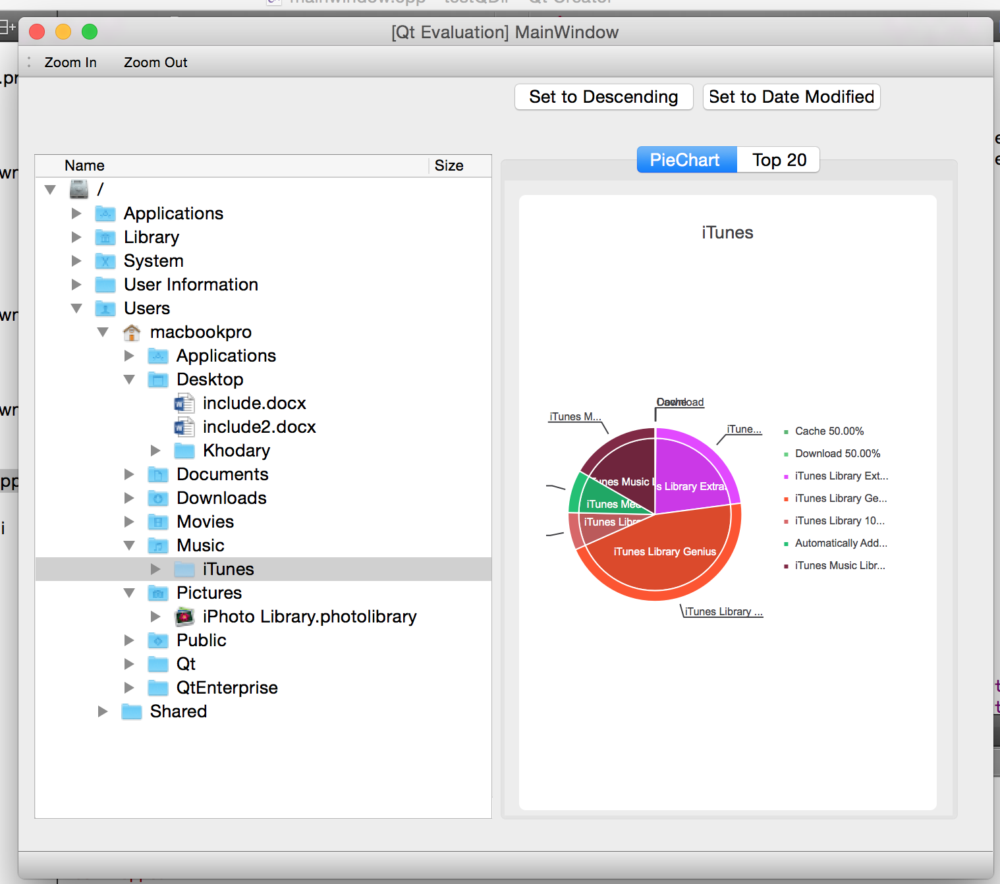 [Qt Evaluation] MainWindow
Zoom In Zoom Out
Set to Descending Set to Date Modified
Name Size
/
Applications
Library
System
User Information
Users
macbookpro
Applications
Desktop
include.docx
include2.docx
Khodary
Documents
Downloads
Movies
Music
iTunes
Pictures
iPhoto Library.photolibrary
Public
Qt
QtEnterprise
Shared
PieChart Top 20
iTunes
Download
iTunes M...
iTune...
iTunes Library ...
unes Music L
s Library Extras
iTunes Med
iTunes Libr
iTunes Library Genius
Cache 50.00%
Download 50.00%
iTunes Library Ext...
iTunes Library Ge...
iTunes Library 10...
Automatically Add...
iTunes Music Libr...